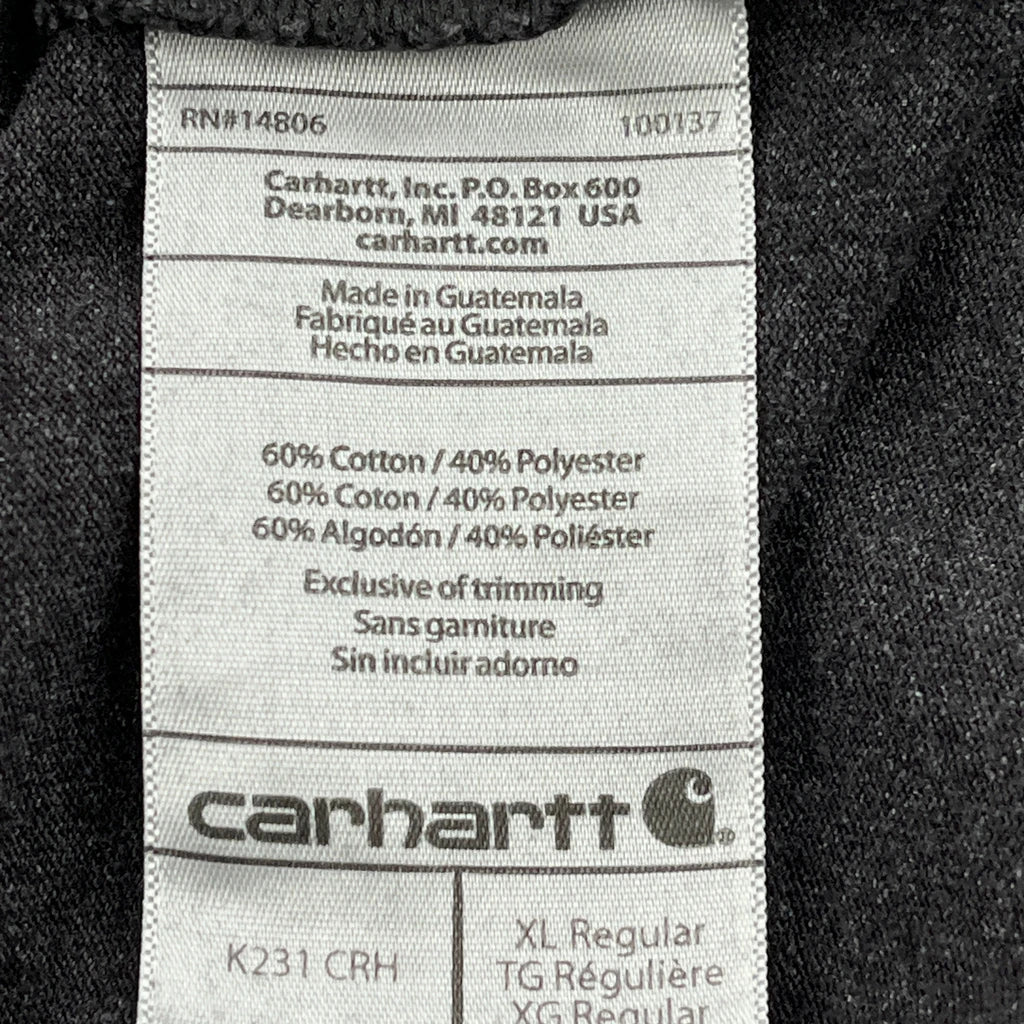 RN#14806 100137
Carhartt, Inc. P.O. Box 600
Dearborn, MI 48121 USA
carhartt.com
Made in Guatemala
Fabriqué au Guatemala
Hecho en Guatemala
60% Cotton / 40% Polyester
60% Coton / 40% Polyester
60% Algodón / 40% Poliéster
Exclusive of trimming
Sans garniture
Sin incluir adorno
carhartt ®
K231 CRH
XL Regular
TG Régulière
XG Regular